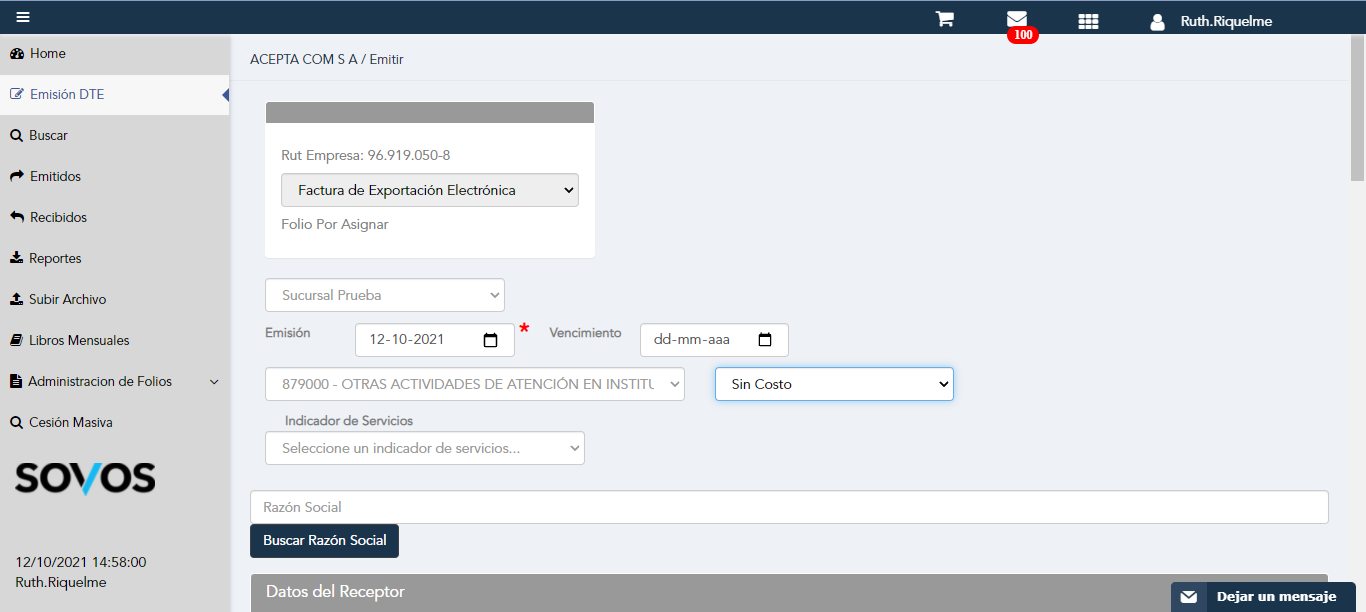 Ruth.Riquelme
100
Home
Emisión DTE
Buscar
Emitidos
Recibidos
Reportes
Subir Archivo
Libros Mensuales
Administracion de Folios
Cesión Masiva
SOVOS
12/10/2021 14:58:00
Ruth.Riquelme
ACEPTA COM S A / Emitir
Rut Empresa: 96.919.050-8
Factura de Exportación Electrónica
Folio Por Asignar
Sucursal Prueba
Emisión 12-10-2021 * Vencimiento dd-mm-aaa
879000 - OTRAS ACTIVIDADES DE ATENCIÓN EN INSTITU Sin Costo
Indicador de Servicios
Seleccione un indicador de servicios...
Razón Social
Buscar Razón Social
Datos del Receptor
Dejar un mensaje